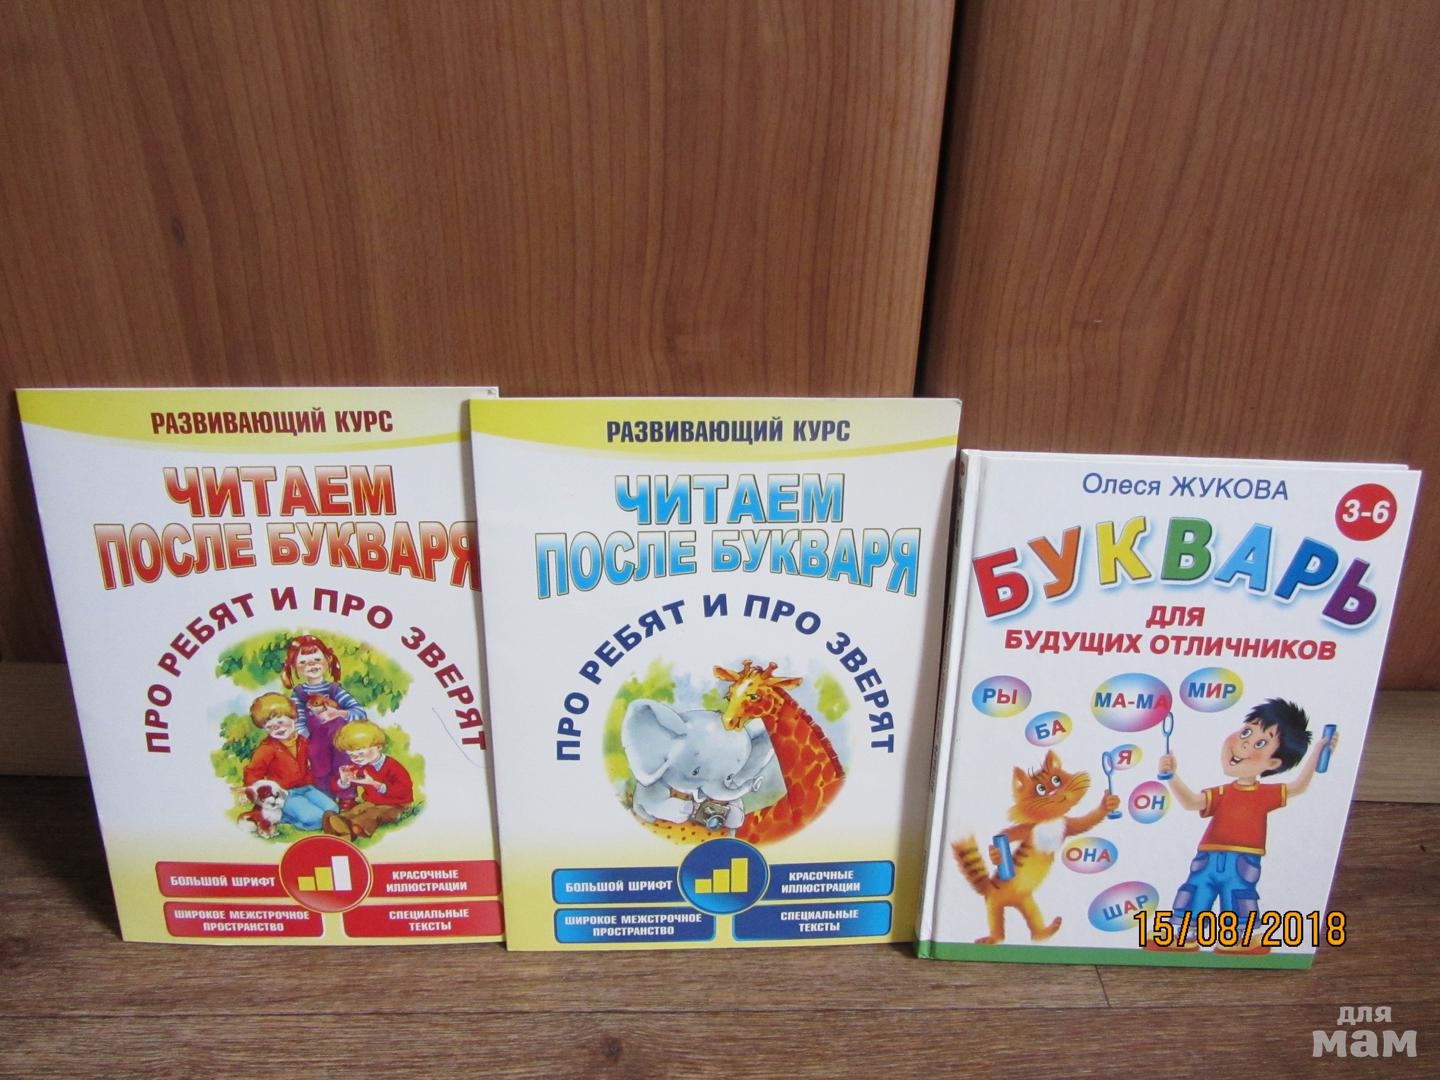 РАЗВИВАЮЩИЙ КУРС
ЧИТАЕМ
ПОСЛЕ БУКВАРЯ
ПРО РЕБЯТ И ПРО ЗВЕРЯТ
БОЛЬШОЙ ШРИФТ
КРАСОЧНЫЕ
ИЛЛЮСТРАЦИИ
ШИРОКОЕ МЕЖСТРОЧНОЕ
ПРОСТРАНСТВО
СПЕЦИАЛЬНЫЕ
ТЕКСТЫ
РАЗВИВАЮЩИЙ КУРС
ЧИТАЕМ
ПОСЛЕ БУКВАРЯ
ПРО РЕБЯТ И ПРО ЗВЕРЯТ
БОЛЬШОЙ ШРИФТ
КРАСОЧНЫЕ
ИЛЛЮСТРАЦИИ
ШИРОКОЕ МЕЖСТРОЧНОЕ
ПРОСТРАНСТВО
СПЕЦИАЛЬНЫЕ
ТЕКСТЫ
Олеся ЖУКОВА
3-6
БУКВАРЬ
ДЛЯ
БУДУЩИХ ОТЛИЧНИКОВ
РЫ
МА-МА
МИР
БА
Я
ОН
ОНА
ШАР
15/08/2018
для
мам